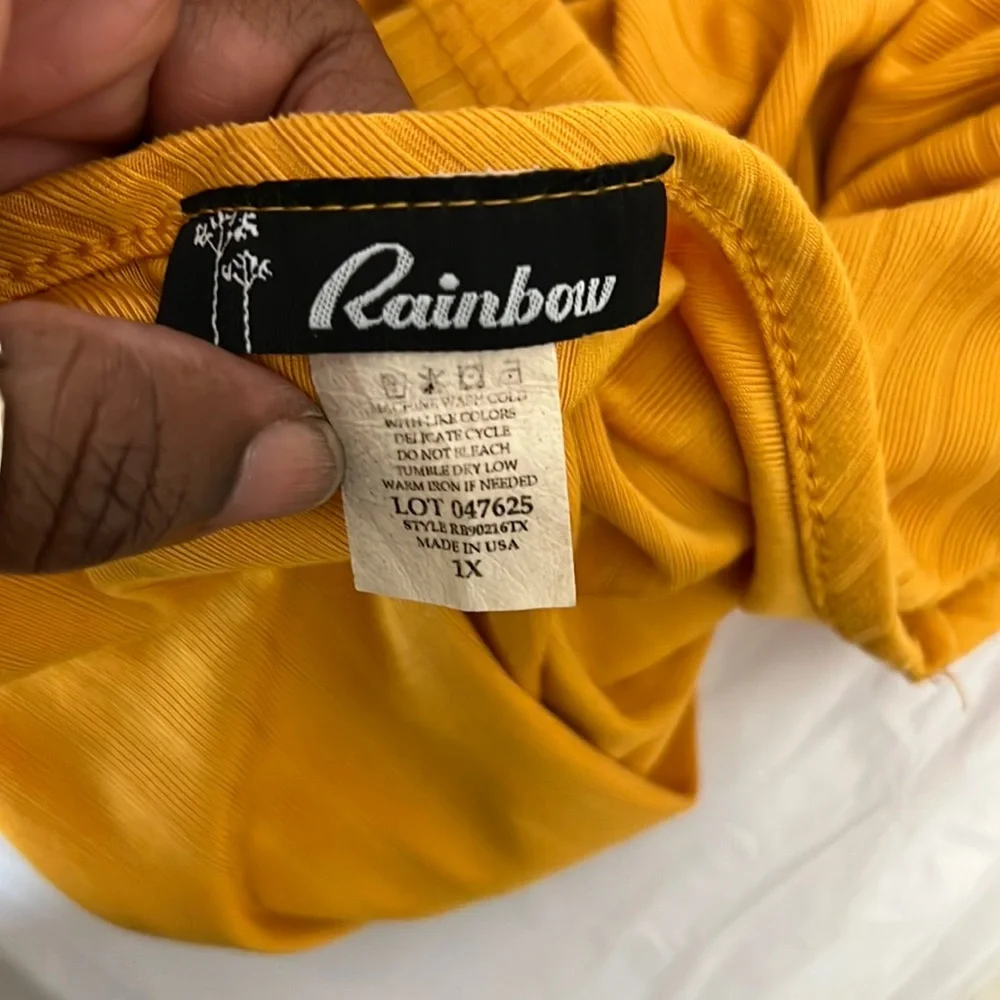 Rainbow
MACHINE WASH COLD
WITH LIKE COLORS
DELICATE CYCLE
DO NOT BLEACH
TUMBLE DRY LOW
WARM IRON IF NEEDED
LOT 047625
STYLE RB90216TX
MADE IN USA
1X